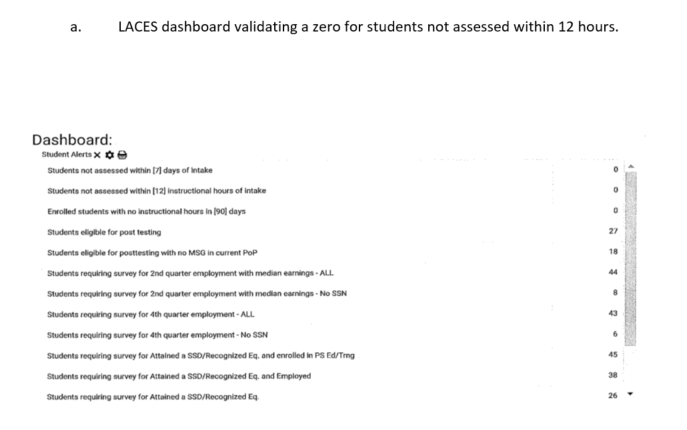 a. LACES dashboard validating a zero for students not assessed within 12 hours.
Dashboard:
Student Alerts X
Students not assessed within [7] days of intake 0
Students not assessed within [12] instructional hours of intake 0
Enrolled students with no instructional hours in [90] days 0
Students eligible for post testing 27
Students eligible for posttesting with no MSG in current PoP 18
Students requiring survey for 2nd quarter employment with median earnings - ALL 44
Students requiring survey for 2nd quarter employment with median earnings - No SSN 8
Students requiring survey for 4th quarter employment - ALL 43
Students requiring survey for 4th quarter employment - No SSN 6
Students requiring survey for Attained a SSD/Recognized Eq. and enrolled in PS Ed/Trng 45
Students requiring survey for Attained a SSD/Recognized Eq. and Employed 38
Students requiring survey for Attained a SSD/Recognized Eq. 26